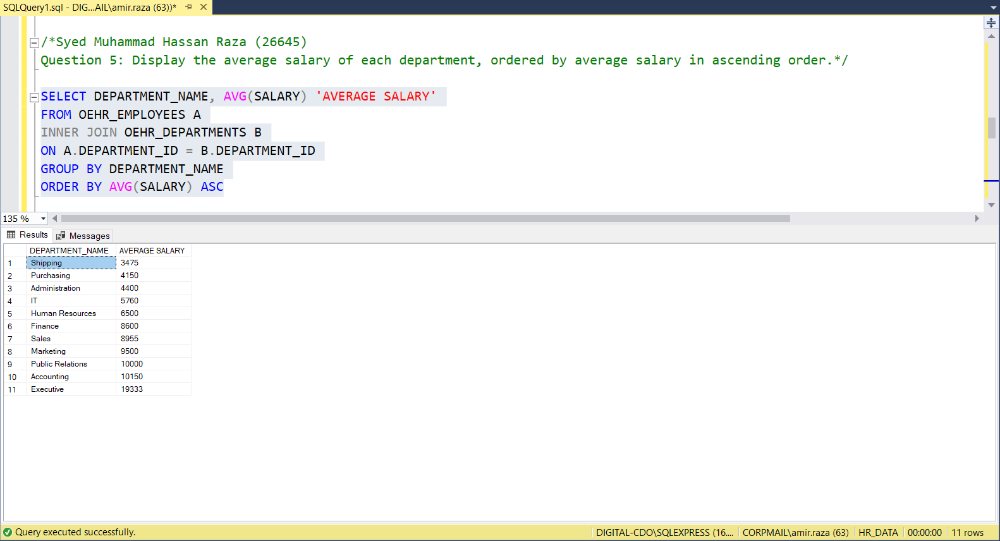 SQLQuery1.sql - DIG...AIL\amir.raza (63))*
/*Syed Muhammad Hassan Raza (26645)
Question 5: Display the average salary of each department, ordered by average salary in ascending order.*/
SELECT DEPARTMENT_NAME, AVG(SALARY) 'AVERAGE SALARY'
FROM OEHR_EMPLOYEES A
INNER JOIN OEHR_DEPARTMENTS B
ON A.DEPARTMENT_ID = B.DEPARTMENT_ID
GROUP BY DEPARTMENT_NAME
ORDER BY AVG(SALARY) ASC
135 %
Results Messages
DEPARTMENT_NAME AVERAGE SALARY
1 Shipping 3475
2 Purchasing 4150
3 Administration 4400
4 IT 5760
5 Human Resources 6500
6 Finance 8600
7 Sales 8955
8 Marketing 9500
9 Public Relations 10000
10 Accounting 10150
11 Executive 19333
Query executed successfully. DIGITAL-CDO\SQLEXPRESS (16.... CORPMAIL\amir.raza (63) HR_DATA 00:00:00 11 rows